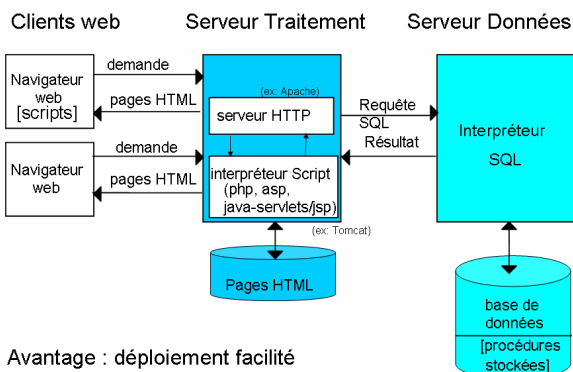 Clients web
Serveur Traitement
Serveur Données
Navigateur
web
[scripts]
demande
pages HTML
(ex: Apache)
serveur HTTP
Requête
SQL
Résultat
Interpréteur
SQL
Navigateur
web
demande
pages HTML
interpréteur Script
(php, asp,
java-servlets/jsp)
(ex: Tomcat)
Pages HTML
base de
données
[procédures
stockées]
Avantage : déploiement facilité